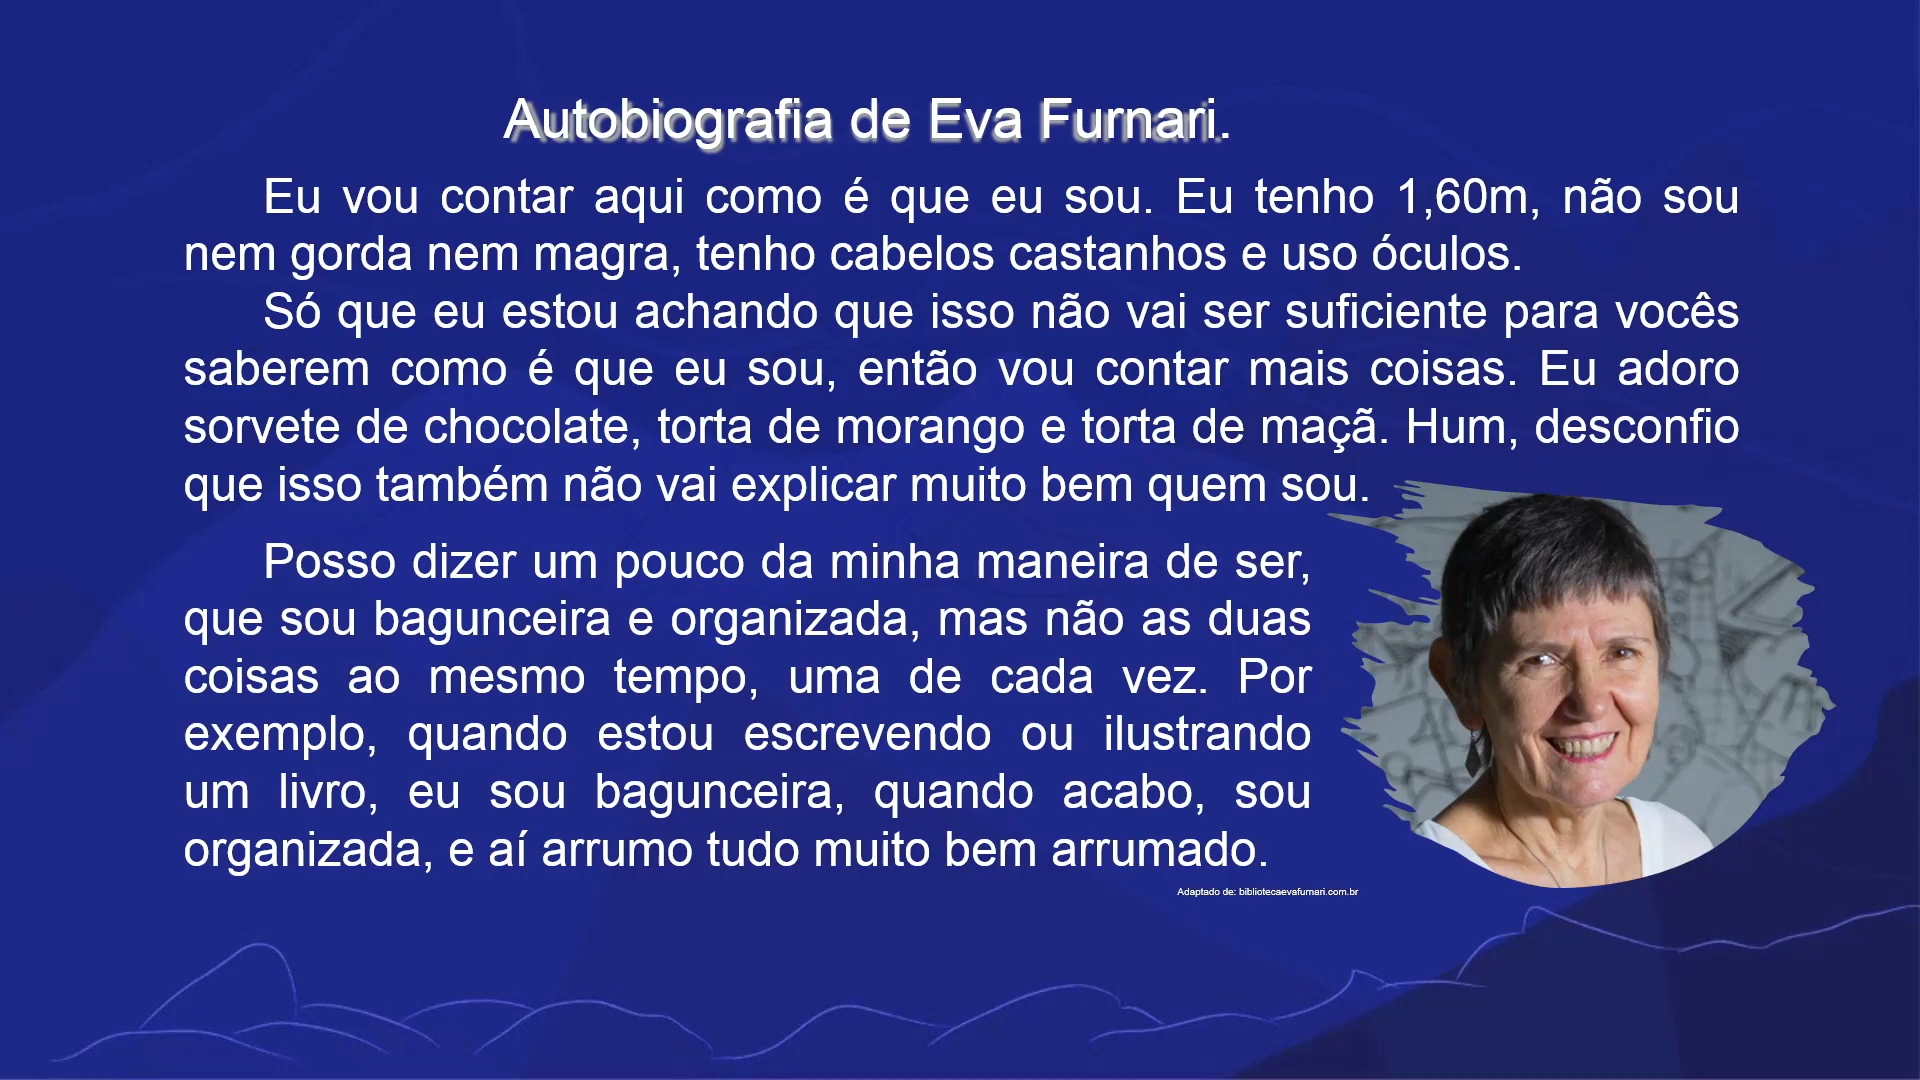 Autobiografia de Eva Furnari.
Eu vou contar aqui como é que eu sou. Eu tenho 1,60m, não sou
nem gorda nem magra, tenho cabelos castanhos e uso óculos.
Só que eu estou achando que isso não vai ser suficiente para vocês
saberem como é que eu sou, então vou contar mais coisas. Eu adoro
sorvete de chocolate, torta de morango e torta de maçã. Hum, desconfio
que isso também não vai explicar muito bem quem sou.
Posso dizer um pouco da minha maneira de ser,
que sou bagunceira e organizada, mas não as duas
coisas ao mesmo tempo, uma de cada vez. Por
exemplo, quando estou escrevendo ou ilustrando
um livro, eu sou bagunceira, quando acabo, sou
organizada, e aí arrumo tudo muito bem arrumado.
Adaptado de: bibliotecaevafurnari.com.br